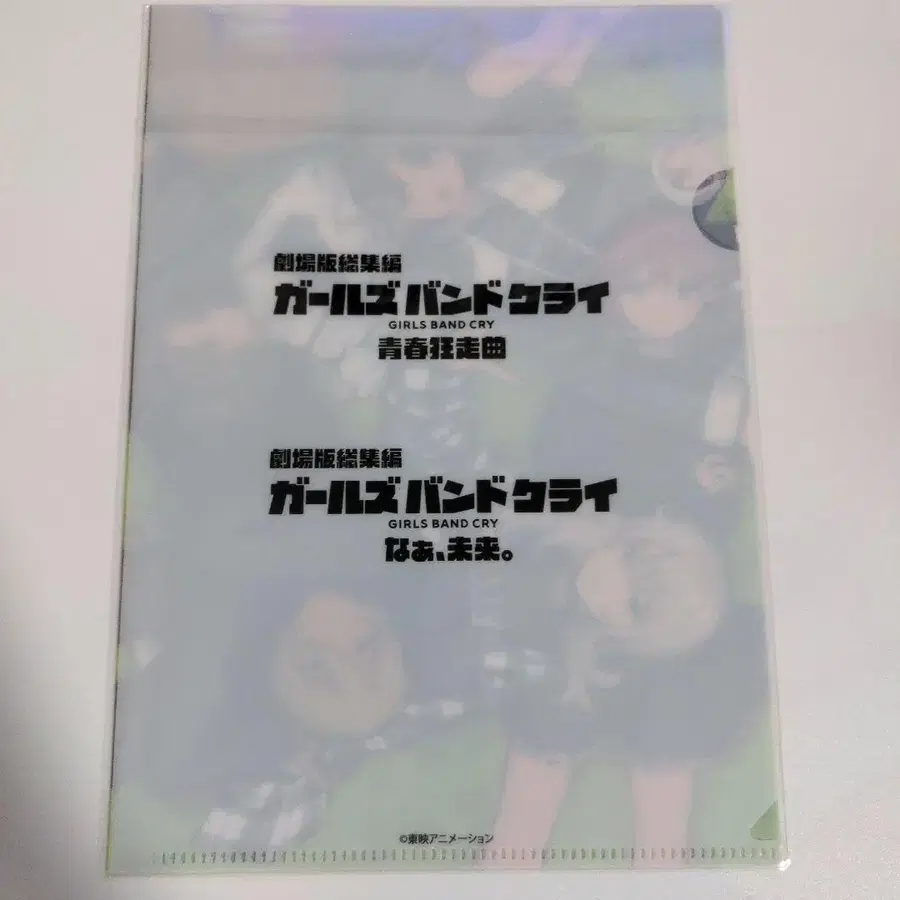 劇場版総集編
ガールズバンドクライ
GIRLS BAND CRY
青春狂走曲
劇場版総集編
ガールズバンドクライ
GIRLS BAND CRY
なぁ、未来。
©東映アニメーション